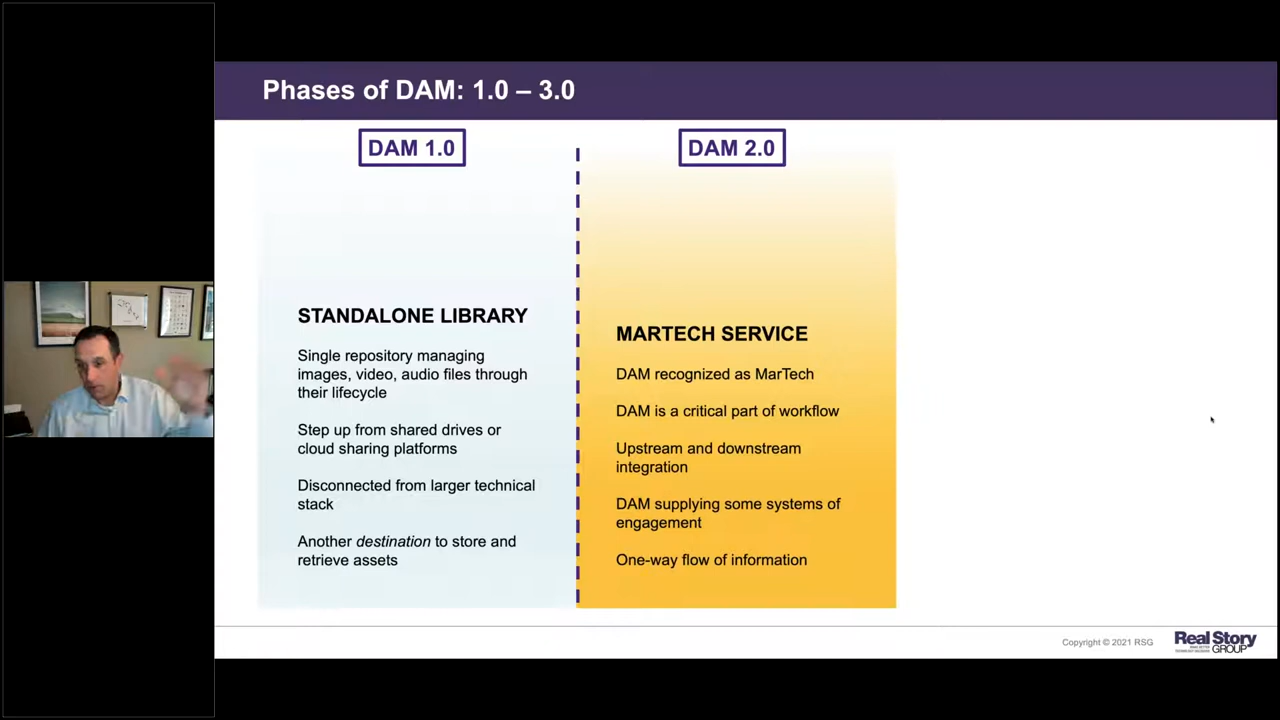 Phases of DAM: 1.0 – 3.0
DAM 1.0
STANDALONE LIBRARY
Single repository managing
images, video, audio files through
their lifecycle
Step up from shared drives or
cloud sharing platforms
Disconnected from larger technical
stack
Another destination to store and
retrieve assets
DAM 2.0
MARTECH SERVICE
DAM recognized as MarTech
DAM is a critical part of workflow
Upstream and downstream
integration
DAM supplying some systems of
engagement
One-way flow of information
Copyright © 2021 RSG
Real Story
GROUP